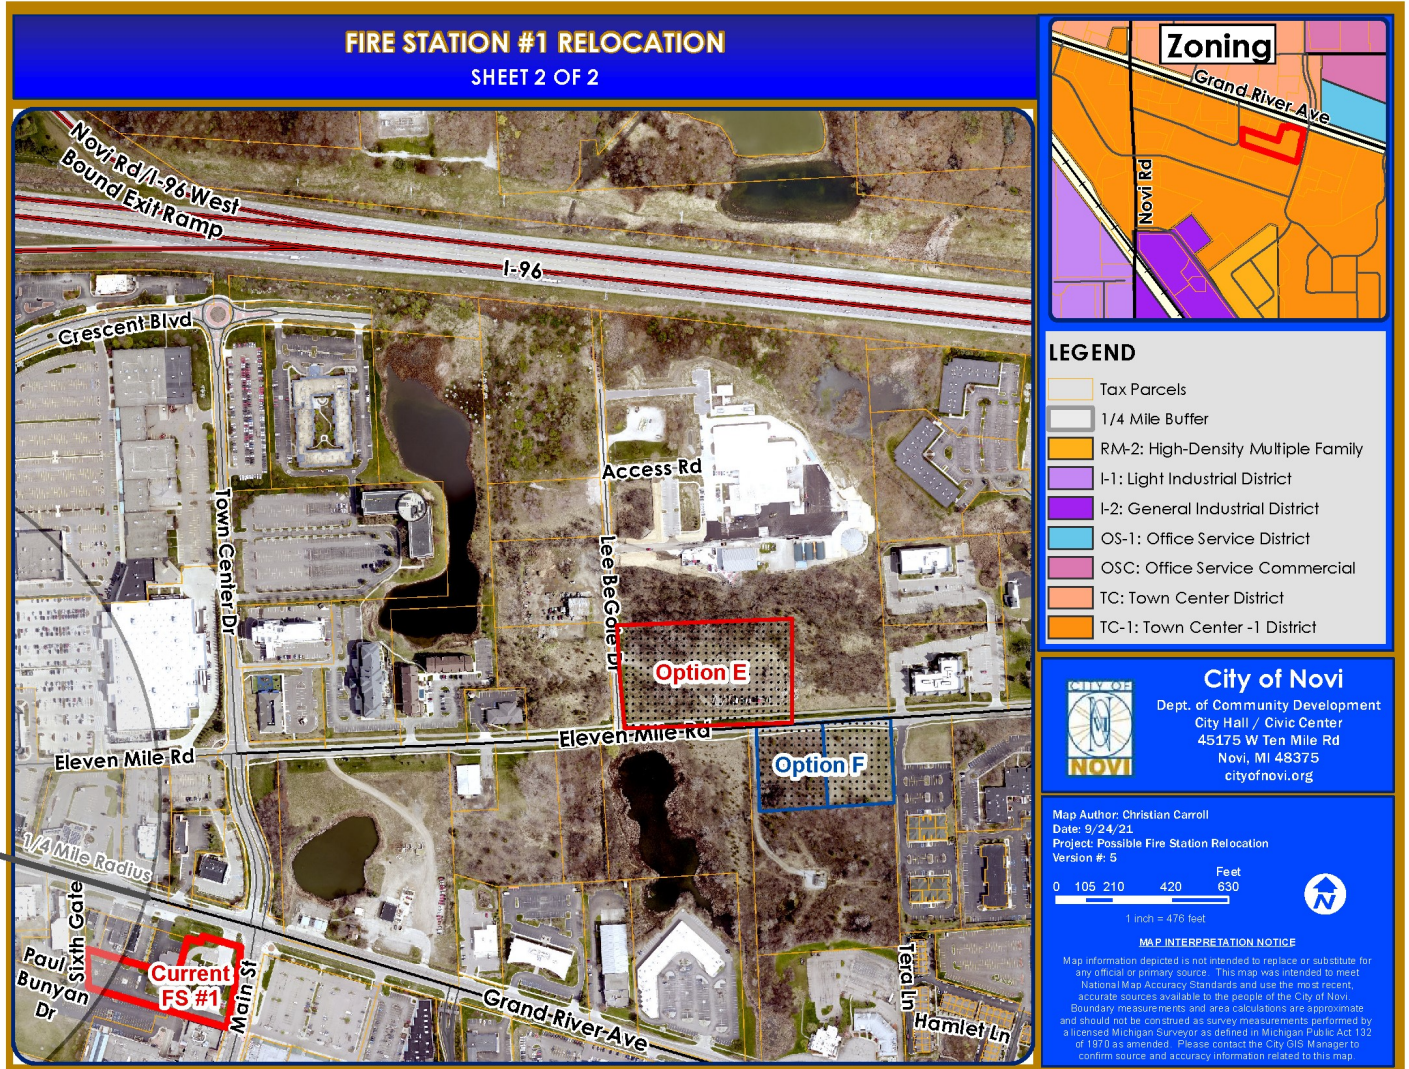 FIRE STATION #1 RELOCATION
SHEET 2 OF 2
Zoning
Grand River Ave
Novi Rd
Novi Rd/I-96 West
Bound Exit Ramp
I-96
Crescent Blvd
Town Center Dr
Access Rd
Lee BeGole Dr
Option E
Eleven Mile Rd
Eleven Mile Rd
Option F
1/4 Mile Radius
Sixth Gate
Paul
Bunyan
Dr
Current
FS #1
Main St
Grand River Ave
Tera Ln
Hamlet Ln
LEGEND
Tax Parcels
1/4 Mile Buffer
RM-2: High-Density Multiple Family
I-1: Light Industrial District
I-2: General Industrial District
OS-1: Office Service District
OSC: Office Service Commercial
TC: Town Center District
TC-1: Town Center -1 District
CITY OF
NOVI
City of Novi
Dept. of Community Development
City Hall / Civic Center
45175 W Ten Mile Rd
Novi, MI 48375
cityofnovi.org
Map Author: Christian Carroll
Date: 9/24/21
Project: Possible Fire Station Relocation
Version #: 5
Feet
0 105 210 420 630
1 inch = 476 feet
N
MAP INTERPRETATION NOTICE
Map information depicted is not intended to replace or substitute for
any official or primary source. This map was intended to meet
National Map Accuracy Standards and use the most recent,
accurate sources available to the people of the City of Novi.
Boundary measurements and area calculations are approximate
and should not be construed as survey measurements performed by
a licensed Michigan Surveyor as defined in Michigan Public Act 132
of 1970 as amended. Please contact the City GIS Manager to
confirm source and accuracy information related to this map.